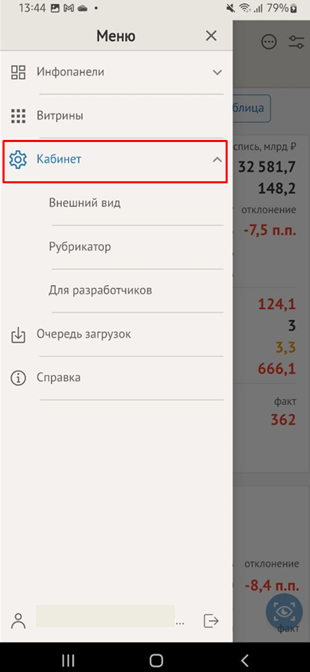 13:44 79%
Меню
Инфопанели
Витрины
блица
Кабинет
спись, млрд ₽
32 581,7
148,2
Внешний вид
отклонение
-7,5 п.п.
Рубрикатор
Для разработчиков
124,1
3
Очередь загрузок
3,3
666,1
Справка
факт
362
отклонение
-8,4 п.п.
...
факт